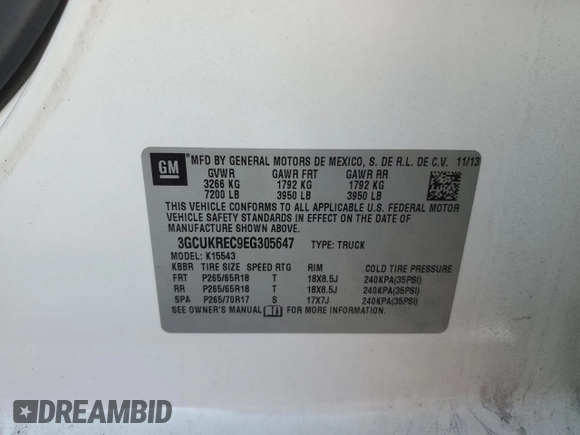 GM
MFD BY GENERAL MOTORS DE MEXICO, S. DE R.L. DE C.V. 11/13
GVWR GAWR FRT GAWR RR
3266 KG 1792 KG 1792 KG
7200 LB 3950 LB 3950 LB
THIS VEHICLE CONFORMS TO ALL APPLICABLE U.S. FEDERAL MOTOR
VEHICLE SAFETY STANDARDS IN EFFECT ON THE DATE OF
MANUFACTURE SHOWN ABOVE.
3GCUKREC9EG305647 TYPE: TRUCK
MODEL: K15543
KBBR TIRE SIZE SPEED RTG RIM COLD TIRE PRESSURE
FRT P265/65R18 T 18X8.5J 240KPA(35PSI)
RR P265/65R18 T 18X8.5J 240KPA(35PSI)
SPA P265/70R17 S 17X7J 240KPA(35PSI)
SEE OWNER'S MANUAL FOR MORE INFORMATION.
DREAMBID